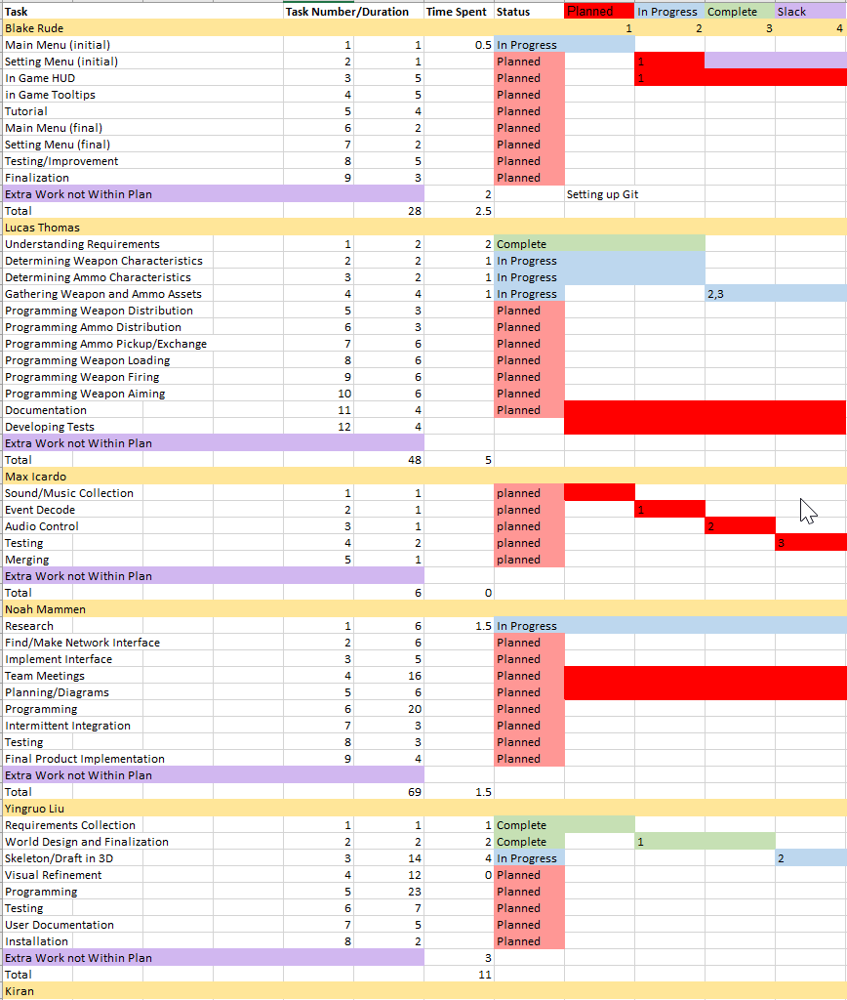 Task Task Number/Duration Time Spent Status Planned In Progress Complete Slack
Blake Rude 1 2 3 4
Main Menu (initial) 1 1 0.5 In Progress
Setting Menu (initial) 2 1 Planned 1
In Game HUD 3 5 Planned 1
in Game Tooltips 4 5 Planned
Tutorial 5 4 Planned
Main Menu (final) 6 2 Planned
Setting Menu (final) 7 2 Planned
Testing/Improvement 8 5 Planned
Finalization 9 3 Planned
Extra Work not Within Plan 2 Setting up Git
Total 28 2.5
Lucas Thomas
Understanding Requirements 1 2 2 Complete
Determining Weapon Characteristics 2 2 1 In Progress
Determining Ammo Characteristics 3 2 1 In Progress
Gathering Weapon and Ammo Assets 4 4 1 In Progress 2,3
Programming Weapon Distribution 5 3 Planned
Programming Ammo Distribution 6 3 Planned
Programming Ammo Pickup/Exchange 7 6 Planned
Programming Weapon Loading 8 6 Planned
Programming Weapon Firing 9 6 Planned
Programming Weapon Aiming 10 6 Planned
Documentation 11 4 Planned
Developing Tests 12 4
Extra Work not Within Plan
Total 48 5
Max Icardo
Sound/Music Collection 1 1 planned
Event Decode 2 1 planned 1
Audio Control 3 1 planned 2
Testing 4 2 planned 3
Merging 5 1 planned
Extra Work not Within Plan
Total 6 0
Noah Mammen
Research 1 6 1.5 In Progress
Find/Make Network Interface 2 6 Planned
Implement Interface 3 5 Planned
Team Meetings 4 16 Planned
Planning/Diagrams 5 6 Planned
Programming 6 20 Planned
Intermittent Integration 7 3 Planned
Testing 8 3 Planned
Final Product Implementation 9 4 Planned
Extra Work not Within Plan
Total 69 1.5
Yingruo Liu
Requirements Collection 1 1 1 Complete
World Design and Finalization 2 2 2 Complete 1
Skeleton/Draft in 3D 3 14 4 In Progress 2
Visual Refinement 4 12 0 Planned
Programming 5 23 Planned
Testing 6 7 Planned
User Documentation 7 5 Planned
Installation 8 2 Planned
Extra Work not Within Plan 3
Total 11
Kiran